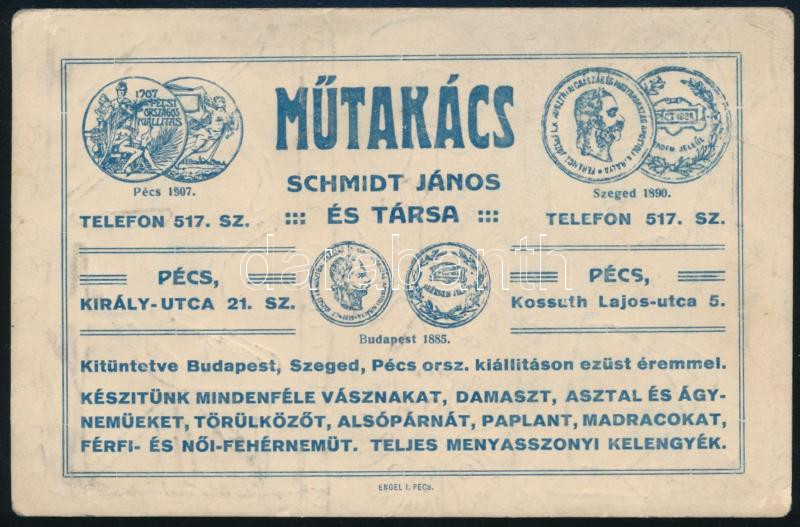 MŰTAKÁCS
SCHMIDT JÁNOS
::: ÉS TÁRSA :::
1907
PÉCSI
ORSZÁGOS
KIÁLLITÁS
Pécs 1907.
TELEFON 517. SZ.
Szeged 1890.
TELEFON 517. SZ.
PÉCS,
KIRÁLY-UTCA 21. SZ.
PÉCS,
Kossuth Lajos-utca 5.
Budapest 1885.
darabanth
Kitüntetve Budapest, Szeged, Pécs orsz. kiállitáson ezüst éremmel.
KÉSZITÜNK MINDENFÉLE VÁSZNAKAT, DAMASZT, ASZTAL ÉS ÁGY-
NEMÜEKET, TÖRÜLKÖZŐT, ALSÓPÁRNÁT, PAPLANT, MADRACOKAT,
FÉRFI- ÉS NŐI-FEHÉRNEMÜT. TELJES MENYASSZONYI KELENGYÉK.
ENGEL I. PÉCS.